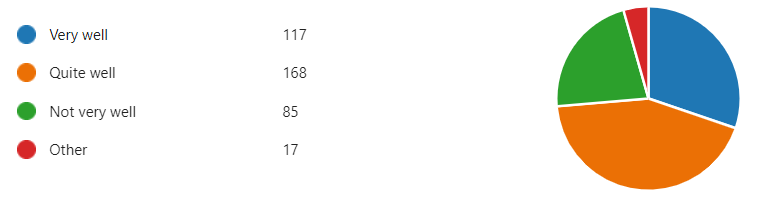 Very well 117
Quite well 168
Not very well 85
Other 17